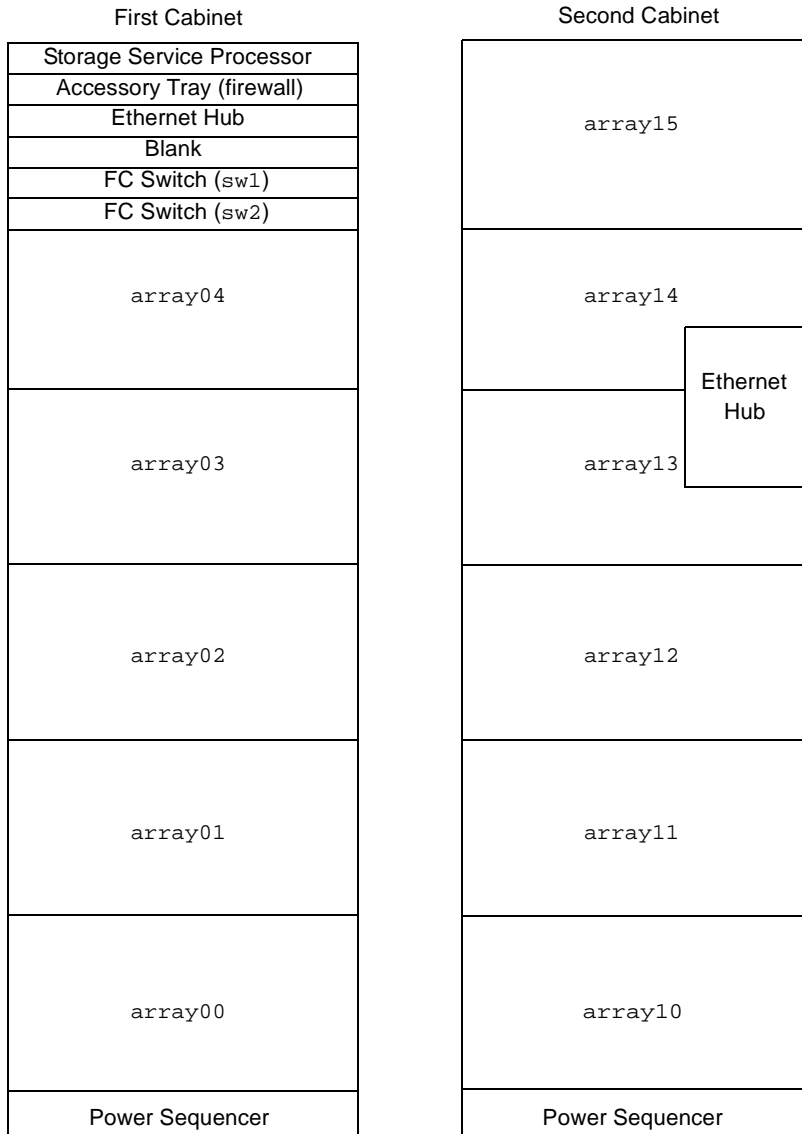 First Cabinet
Storage Service Processor
Accessory Tray (firewall)
Ethernet Hub
Blank
FC Switch (sw1)
FC Switch (sw2)
array04
array03
array02
array01
array00
Power Sequencer
Second Cabinet
array15
array14
Ethernet
Hub
array13
array12
array11
array10
Power Sequencer